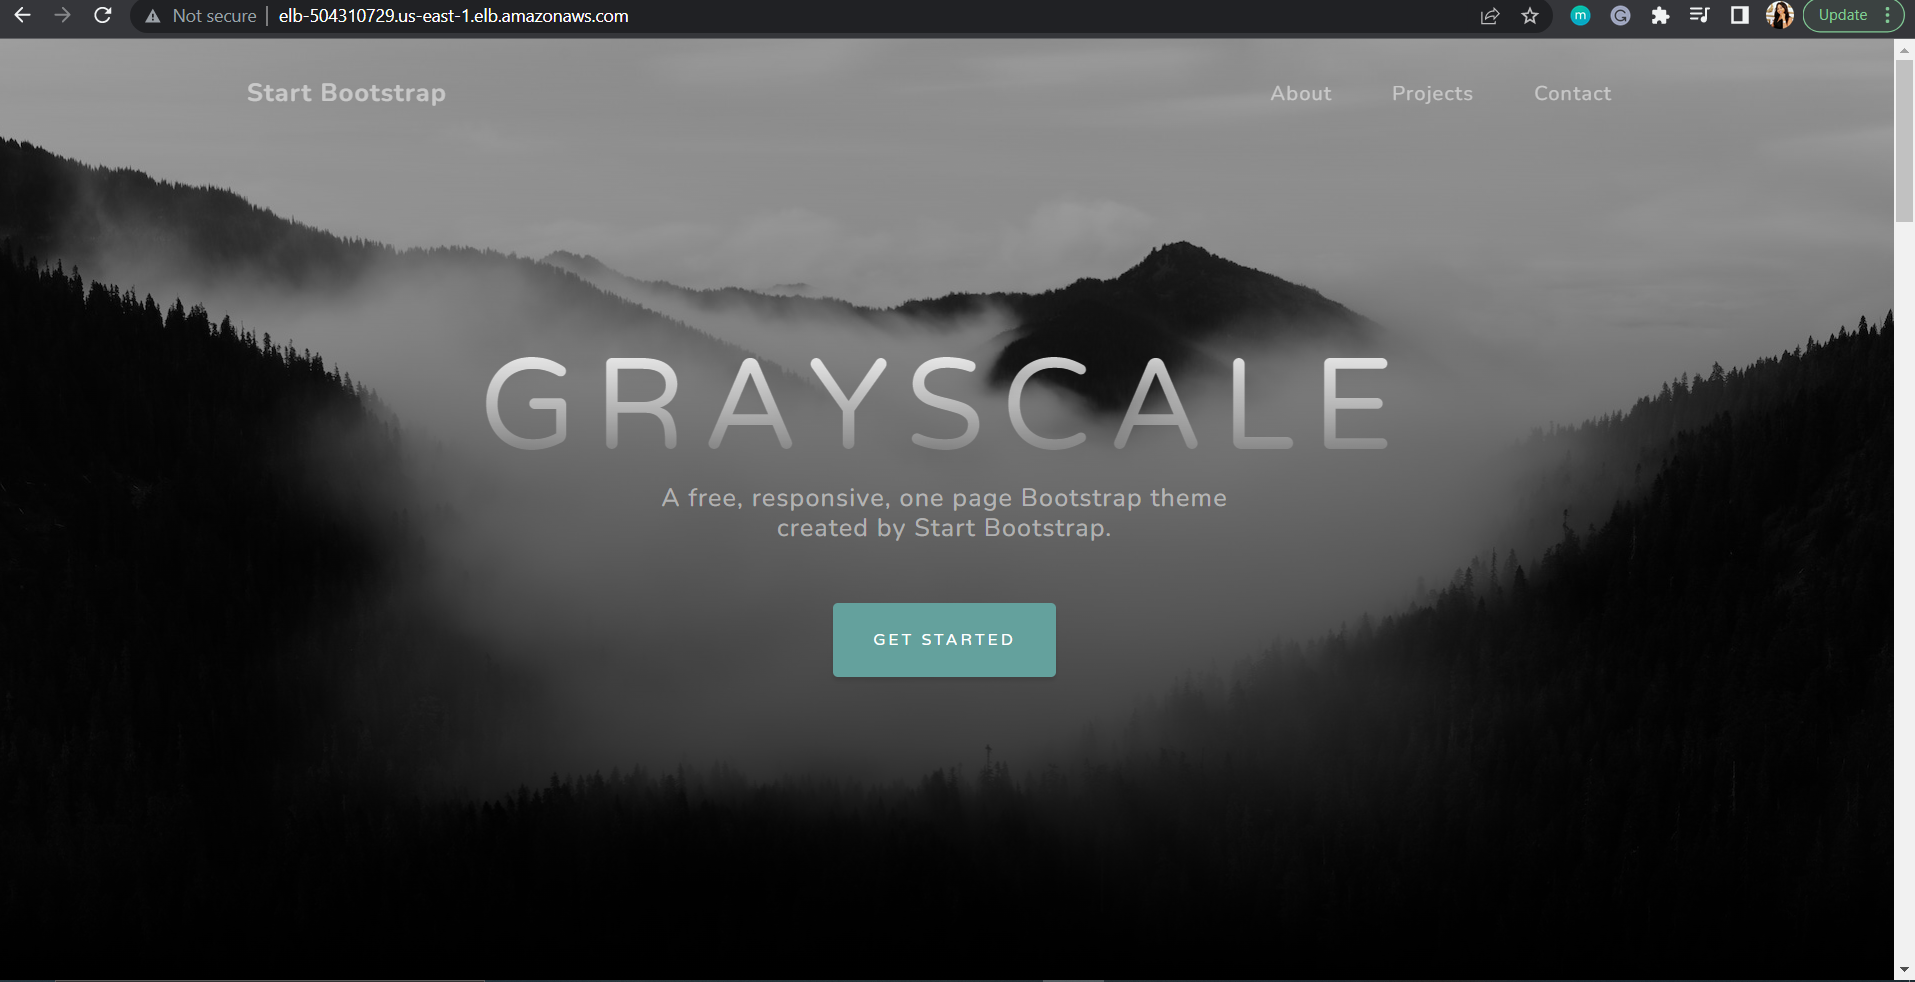 Not secure | elb-504310729.us-east-1.elb.amazonaws.com
m
G
Update
Start Bootstrap
About
Projects
Contact
GRAYSCALE
A free, responsive, one page Bootstrap theme
created by Start Bootstrap.
GET STARTED